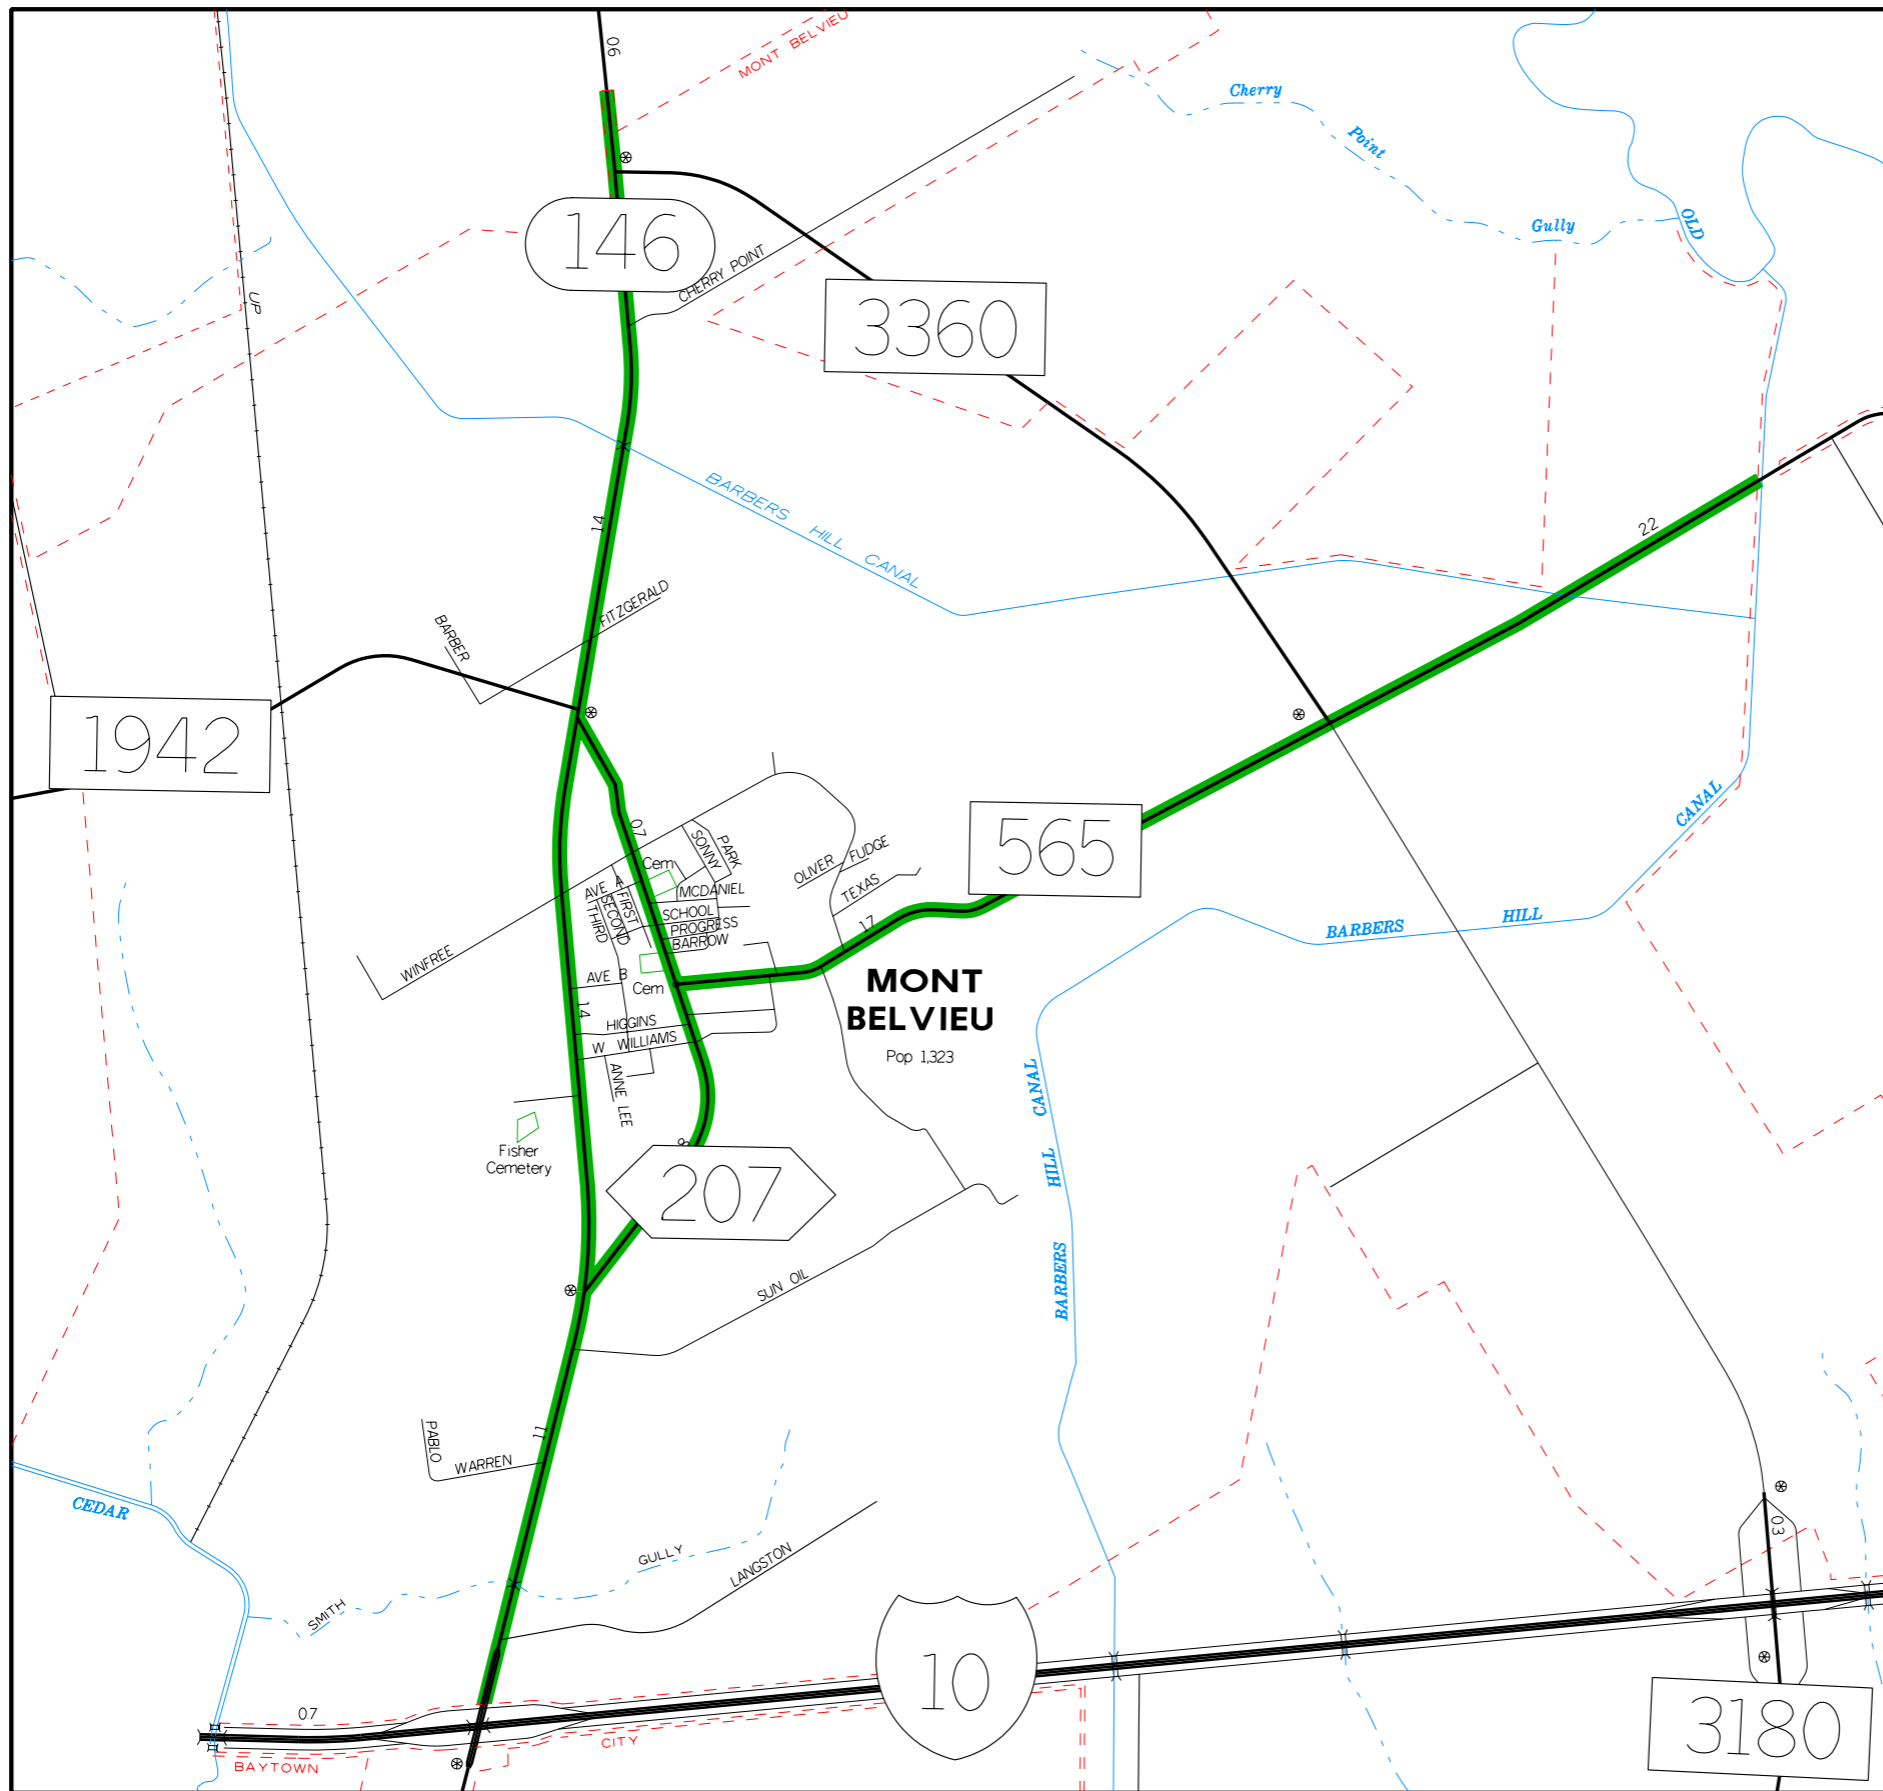 06
MONT BELVIEU
Cherry
Point
Gully
OLD
146
CHERRY POINT
3360
UP
14
BARBERS HILL CANAL
22
BARBER
FITZGERALD
1942
07
Cem
SONNY
PARK
AVE A
FIRST
SECOND
THIRD
MCDANIEL
SCHOOL
PROGRESS
BARROW
OLIVER
FUDGE
TEXAS
17
565
CANAL
HILL
BARBERS
WINFREE
AVE B
Cem
14
MONT
BELVIEU
Pop 1,323
HIGGINS
W WILLIAMS
ANNE LEE
Fisher
Cemetery
207
CANAL
HILL
BARBERS
SUN OIL
11
PABLO
WARREN
CEDAR
SMITH
GULLY
LANGSTON
03
10
07
BAYTOWN
CITY
3180